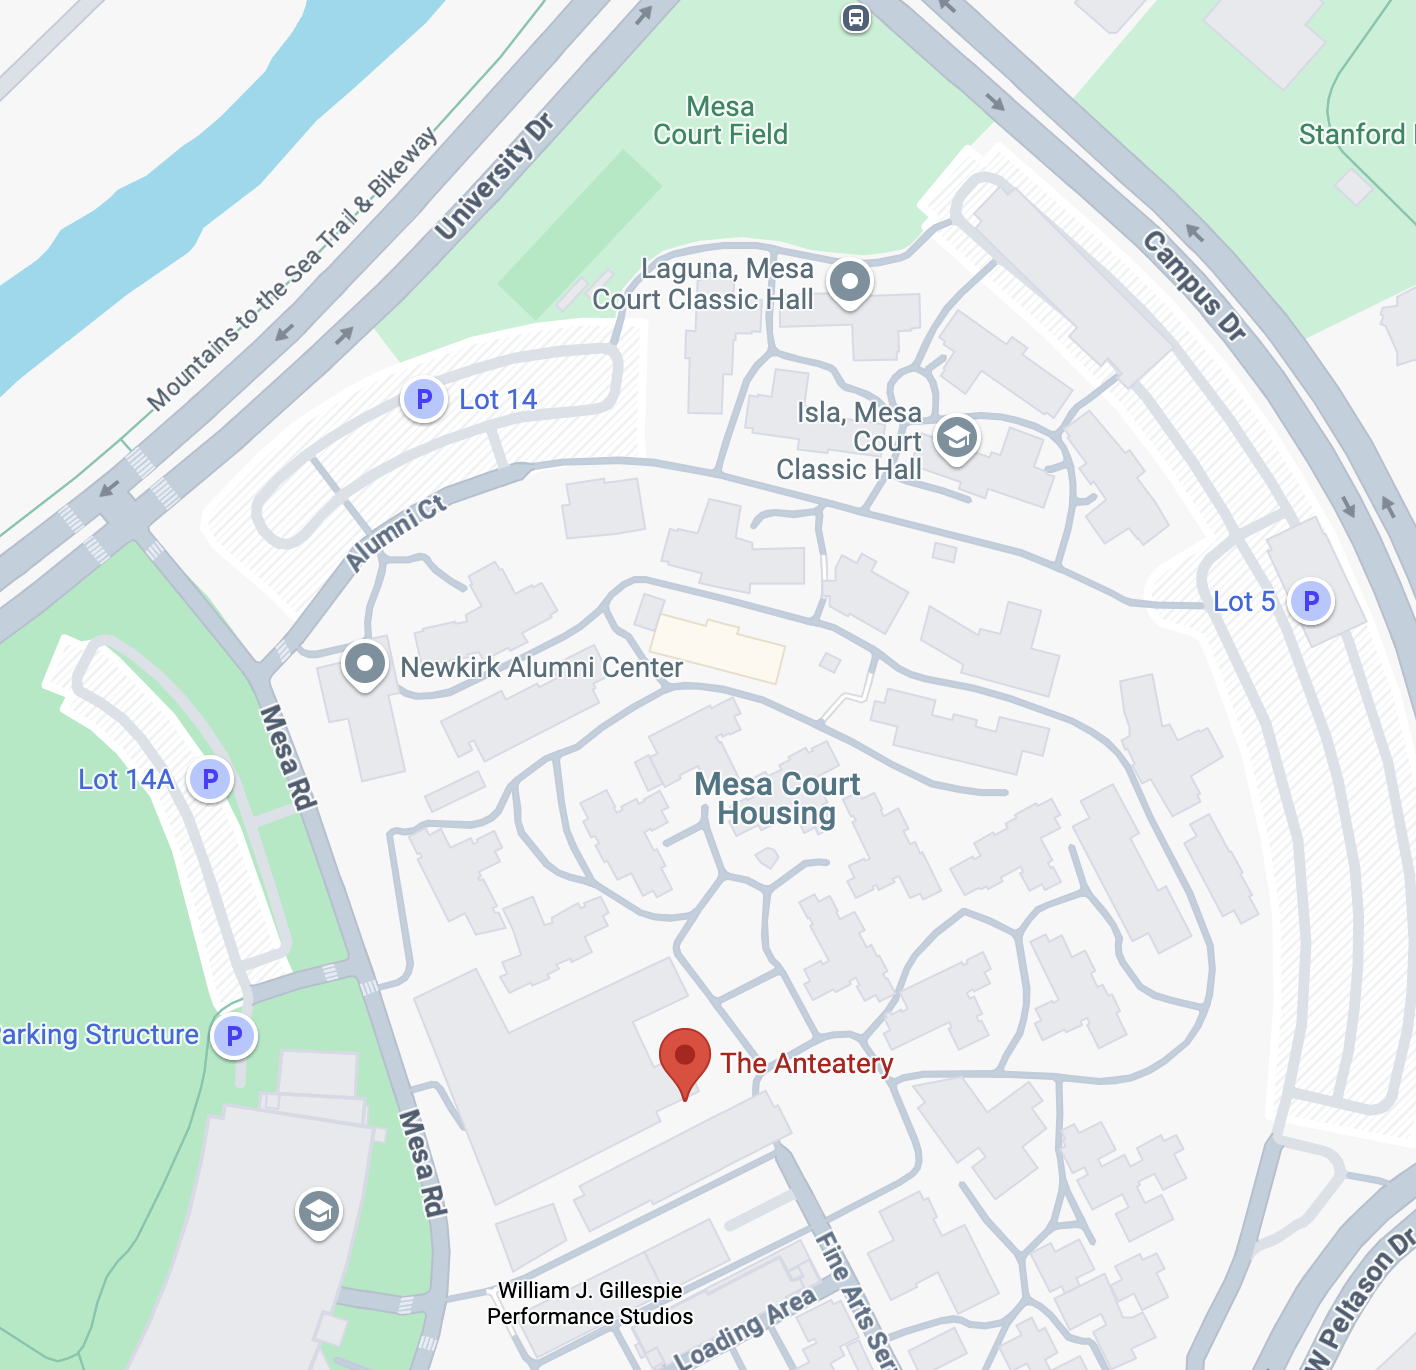 Mesa
Court Field
Stanford
University Dr
Mountains-to-the-Sea-Trail & Bikeway
Campus Dr
Laguna, Mesa
Court Classic Hall
P
Lot 14
Isla, Mesa
Court
Classic Hall
Alumni Ct
Lot 5
P
Newkirk Alumni Center
Mesa Rd
Lot 14A
P
Mesa Court
Housing
arking Structure
P
The Anteatery
Mesa Rd
William J. Gillespie
Performance Studios
Loading Area
Fine Arts Ser
W Peltason Dr